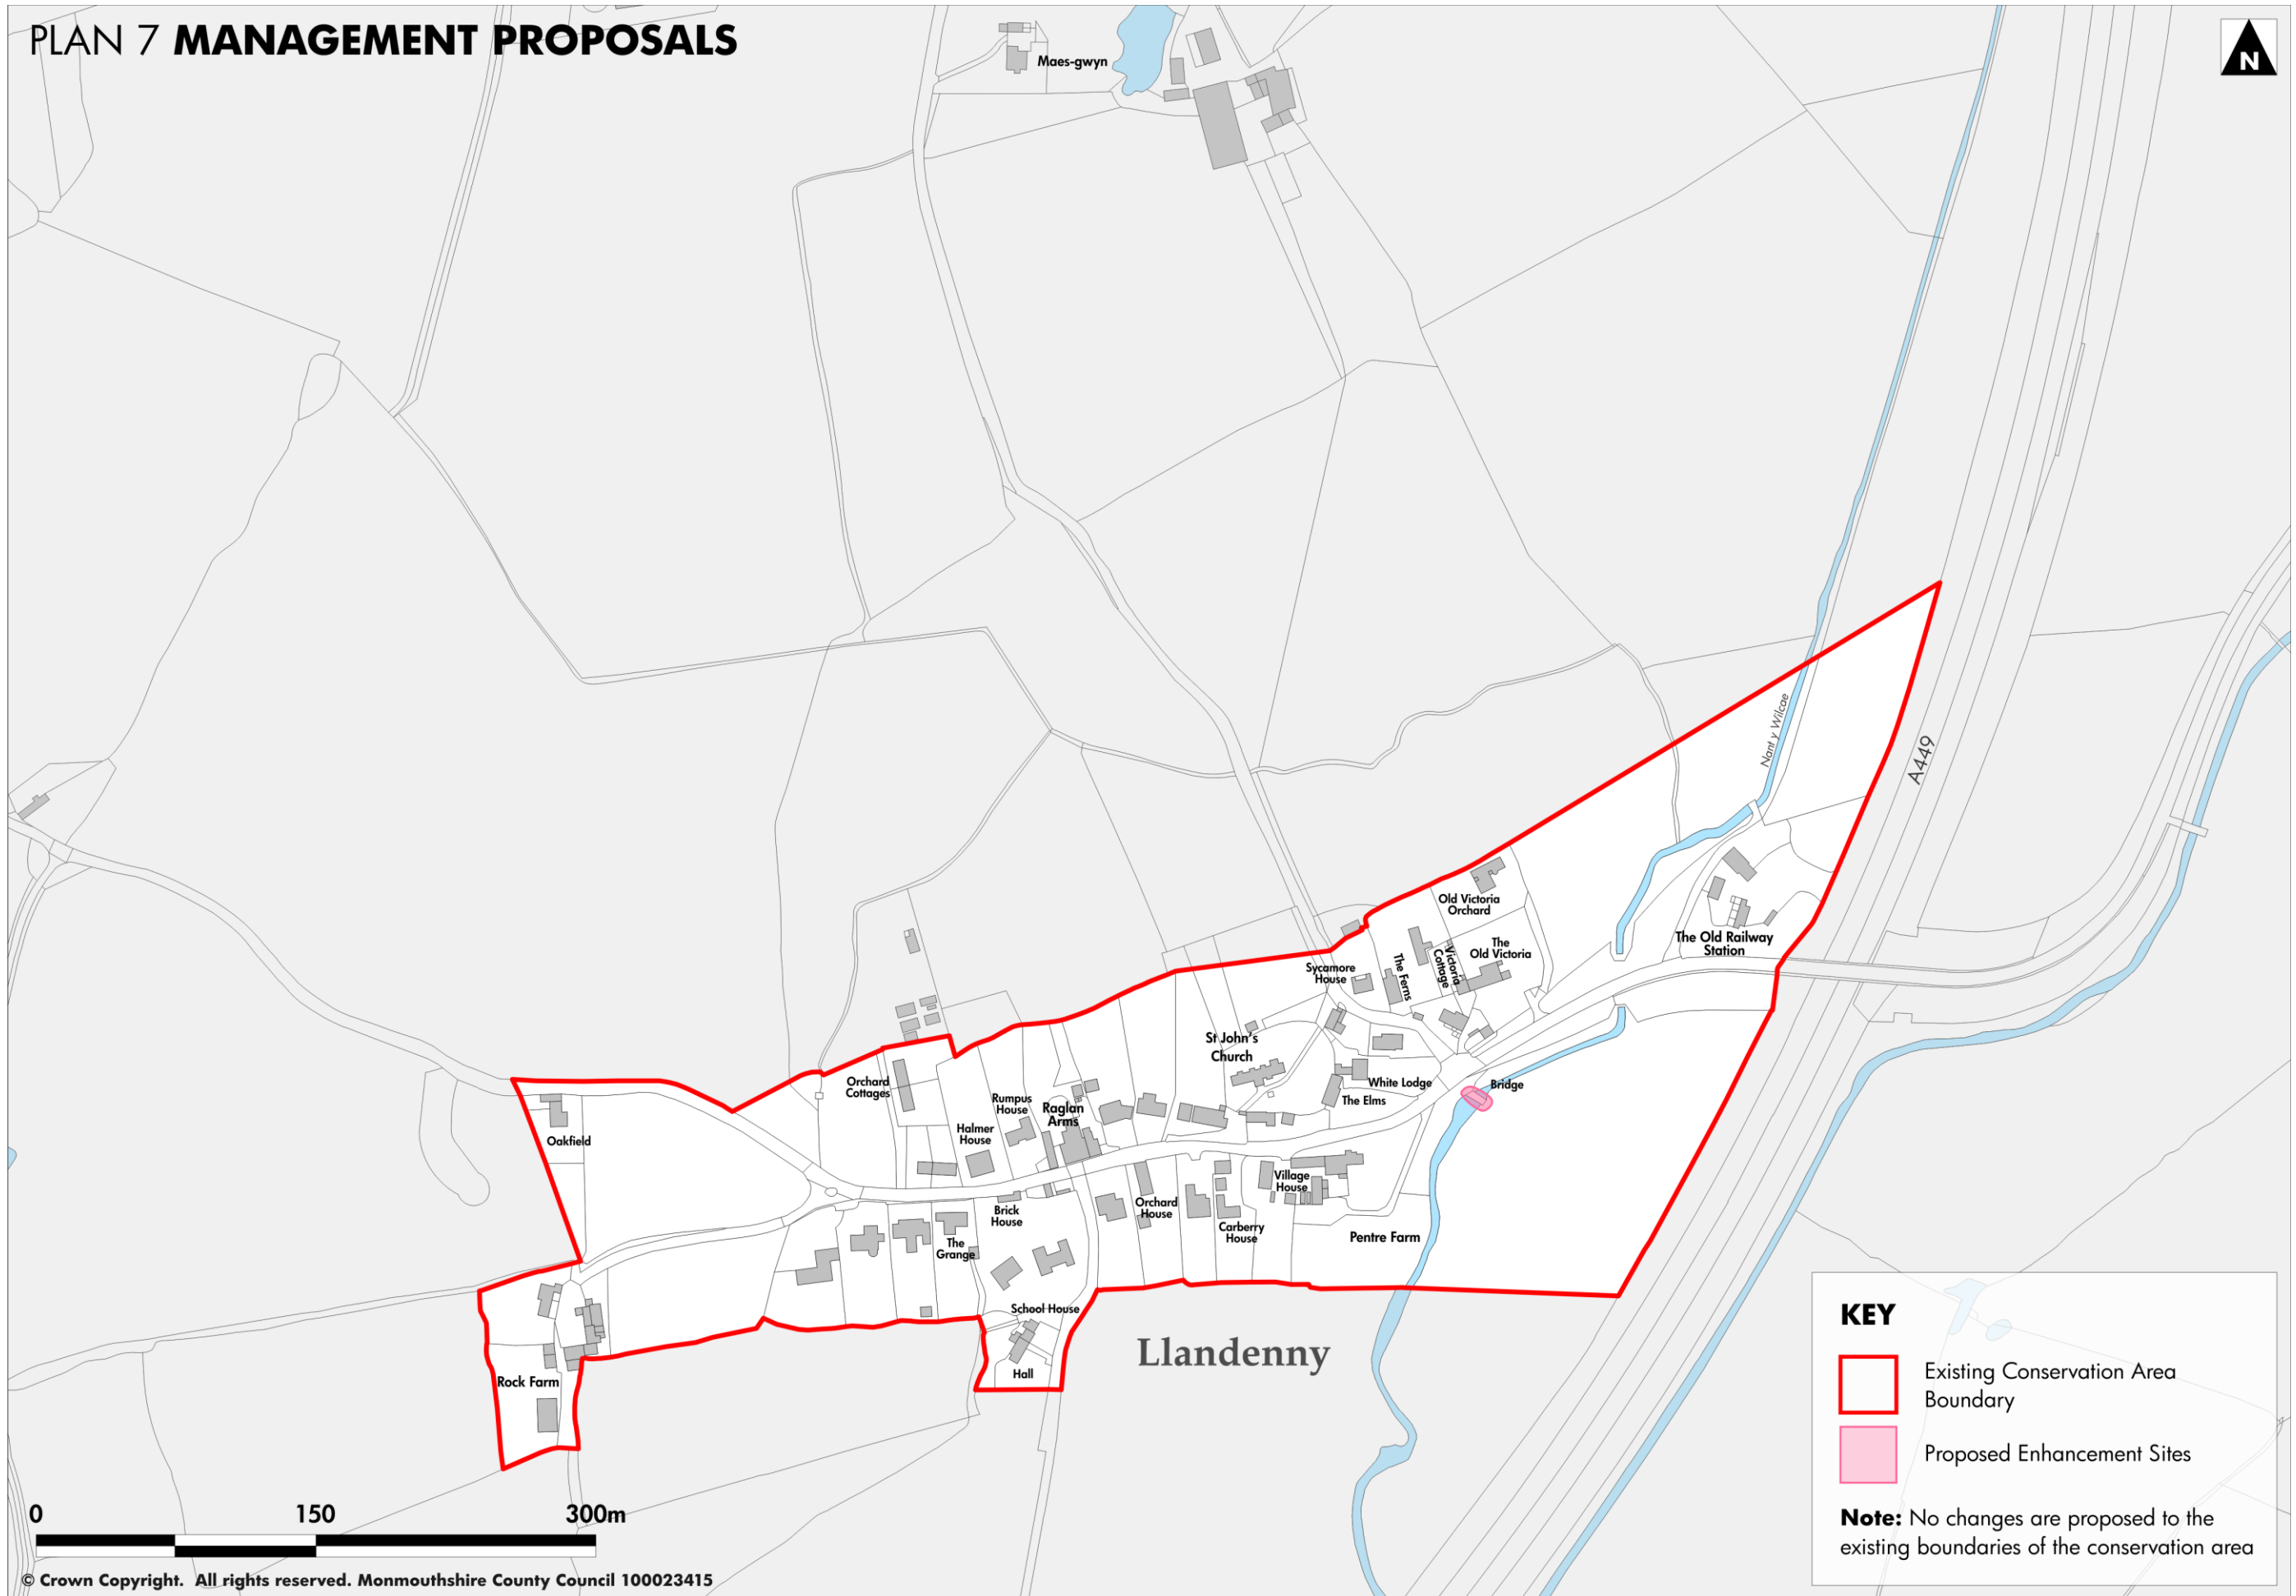 PLAN 7 MANAGEMENT PROPOSALS
N
Maes-gwyn
Nant y Wilcae
A449
Old Victoria
Orchard
The
Old Victoria
Victoria
Cottage
The Ferns
Sycamore
House
The Old Railway
Station
St John's
Church
White Lodge
The Elms
Bridge
Orchard
Cottages
Rumpus
House
Raglan
Arms
Halmer
House
Oakfield
Brick
House
The
Grange
Orchard
House
Carberry
House
Village
House
Pentre Farm
School House
Hall
Rock Farm
Llandenny
KEY
Existing Conservation Area
Boundary
Proposed Enhancement Sites
Note: No changes are proposed to the
existing boundaries of the conservation area
0 150 300m
© Crown Copyright. All rights reserved. Monmouthshire County Council 100023415